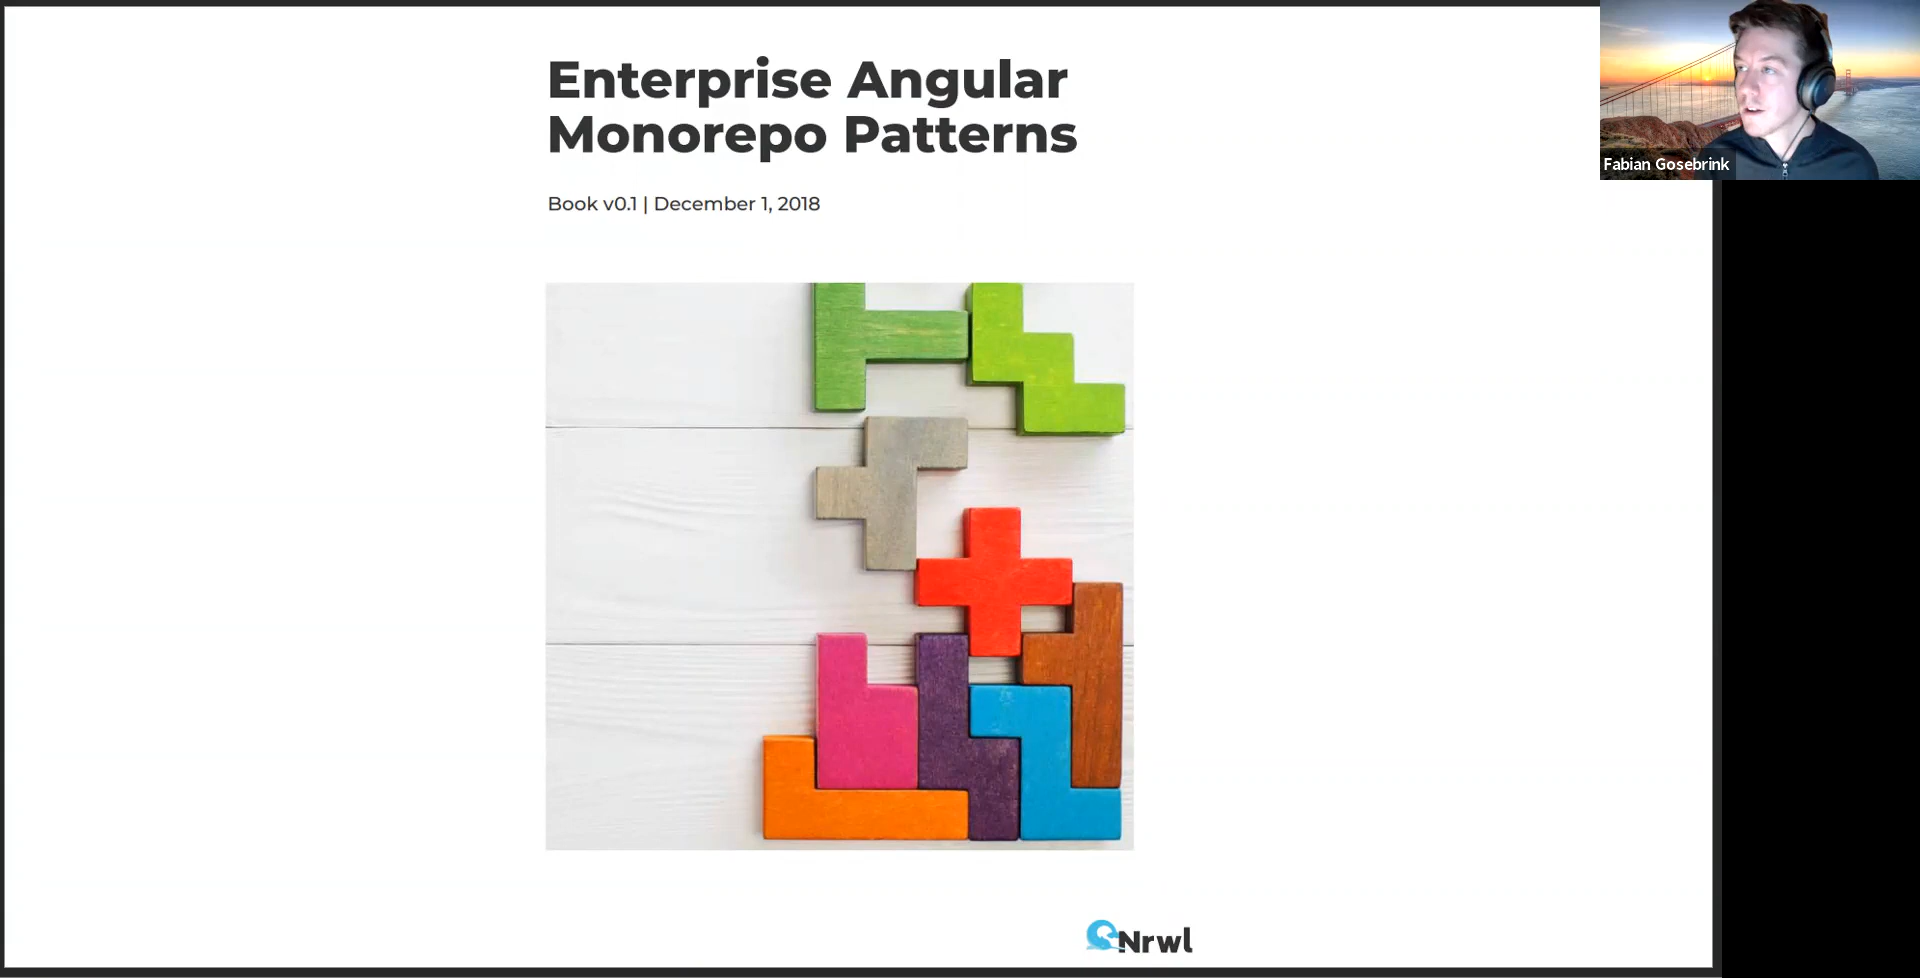 Enterprise Angular
Monorepo Patterns
Book v0.1 | December 1, 2018
Fabian Gosebrink
Nrwl